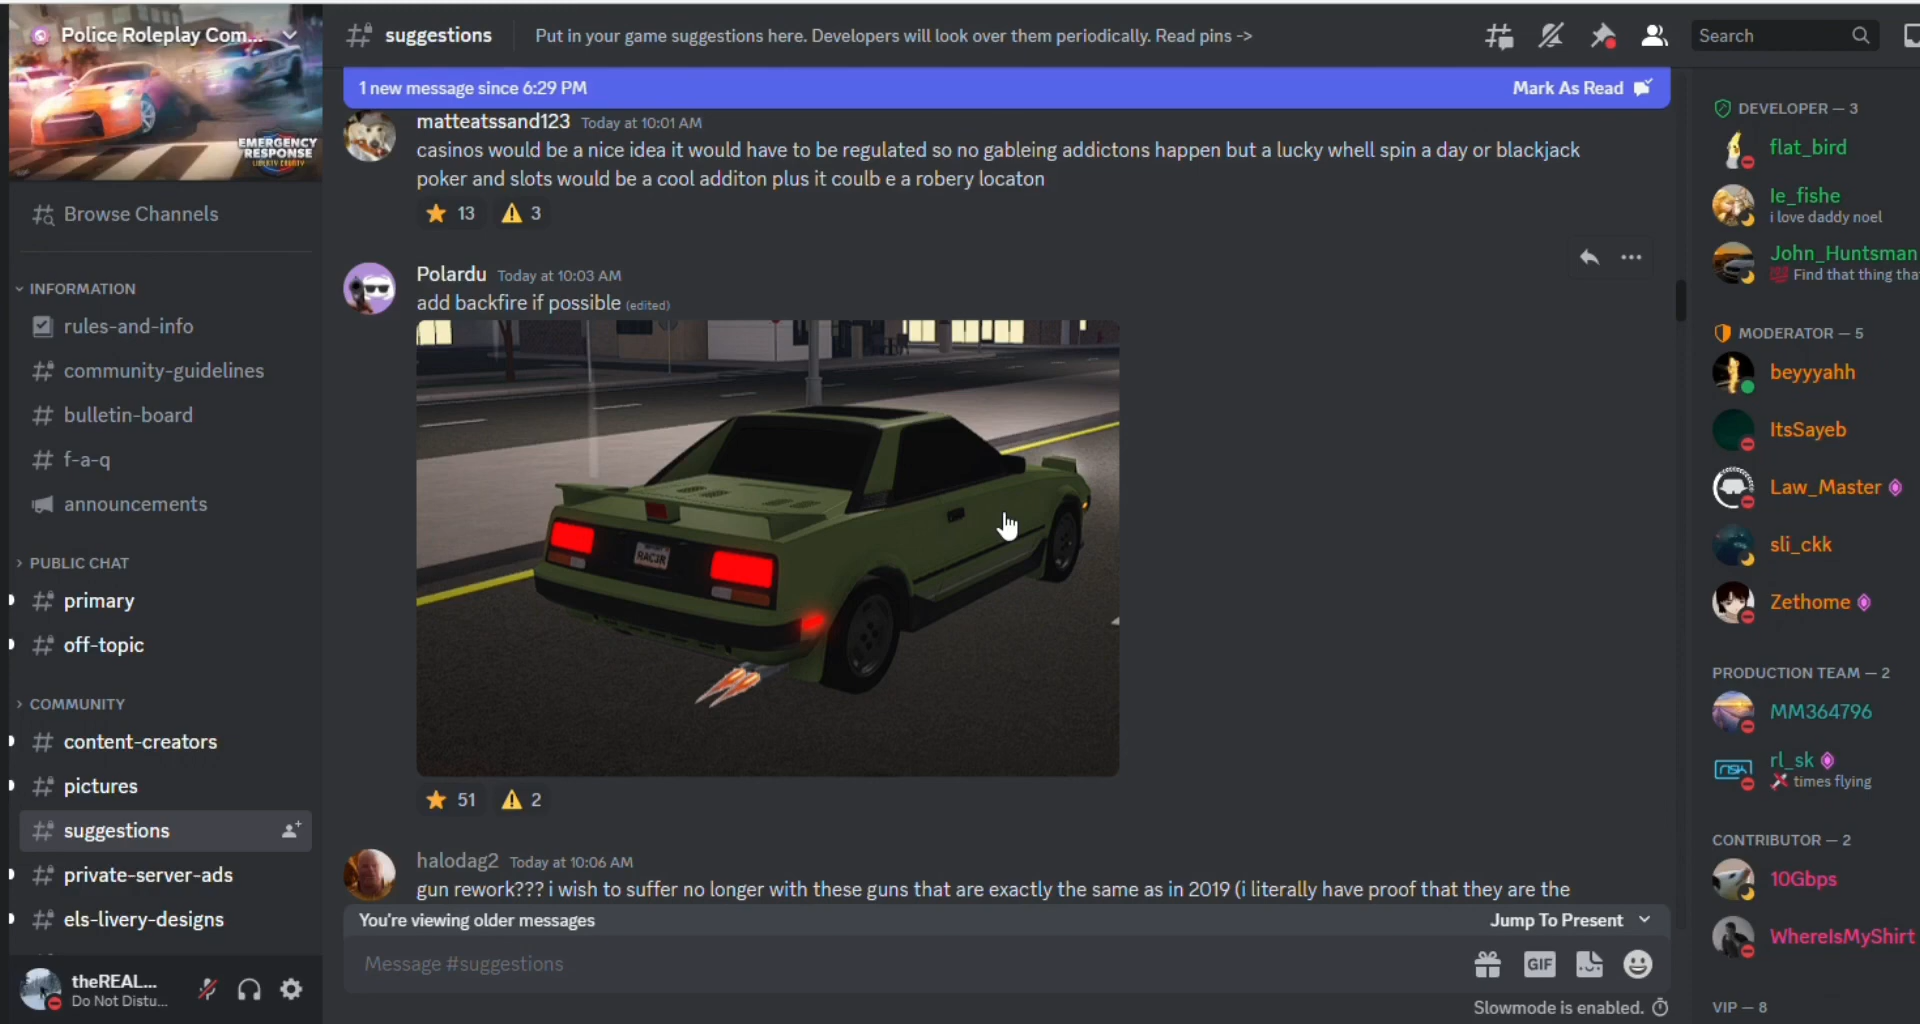 Police Roleplay Com...
EMERGENCY
RESPONSE
LIBERTY COUNTY
Browse Channels
INFORMATION
rules-and-info
community-guidelines
bulletin-board
f-a-q
announcements
PUBLIC CHAT
primary
off-topic
COMMUNITY
content-creators
pictures
suggestions
private-server-ads
els-livery-designs
theREAL...
Do Not Distu...
suggestions
Put in your game suggestions here. Developers will look over them periodically. Read pins ->
Search
1 new message since 6:29 PM
Mark As Read
matteatssand123 Today at 10:01 AM
casinos would be a nice idea it would have to be regulated so no gableing addictons happen but a lucky whell spin a day or blackjack
poker and slots would be a cool additon plus it coulb e a robery locaton
13 3
Polardu Today at 10:03 AM
add backfire if possible (edited)
RAC3R
51 2
halodag2 Today at 10:06 AM
gun rework??? i wish to suffer no longer with these guns that are exactly the same as in 2019 (i literally have proof that they are the
You're viewing older messages
Jump To Present
Message #suggestions
GIF
Slowmode is enabled.
DEVELOPER — 3
flat_bird
le_fishe
i love daddy noel
John_Huntsman
Find that thing tha
MODERATOR — 5
beyyyahh
ItsSayeb
Law_Master
sli_ckk
Zethome
PRODUCTION TEAM — 2
MM364796
rl_sk
times flying
CONTRIBUTOR — 2
10Gbps
WhereIsMyShirt
VIP — 8